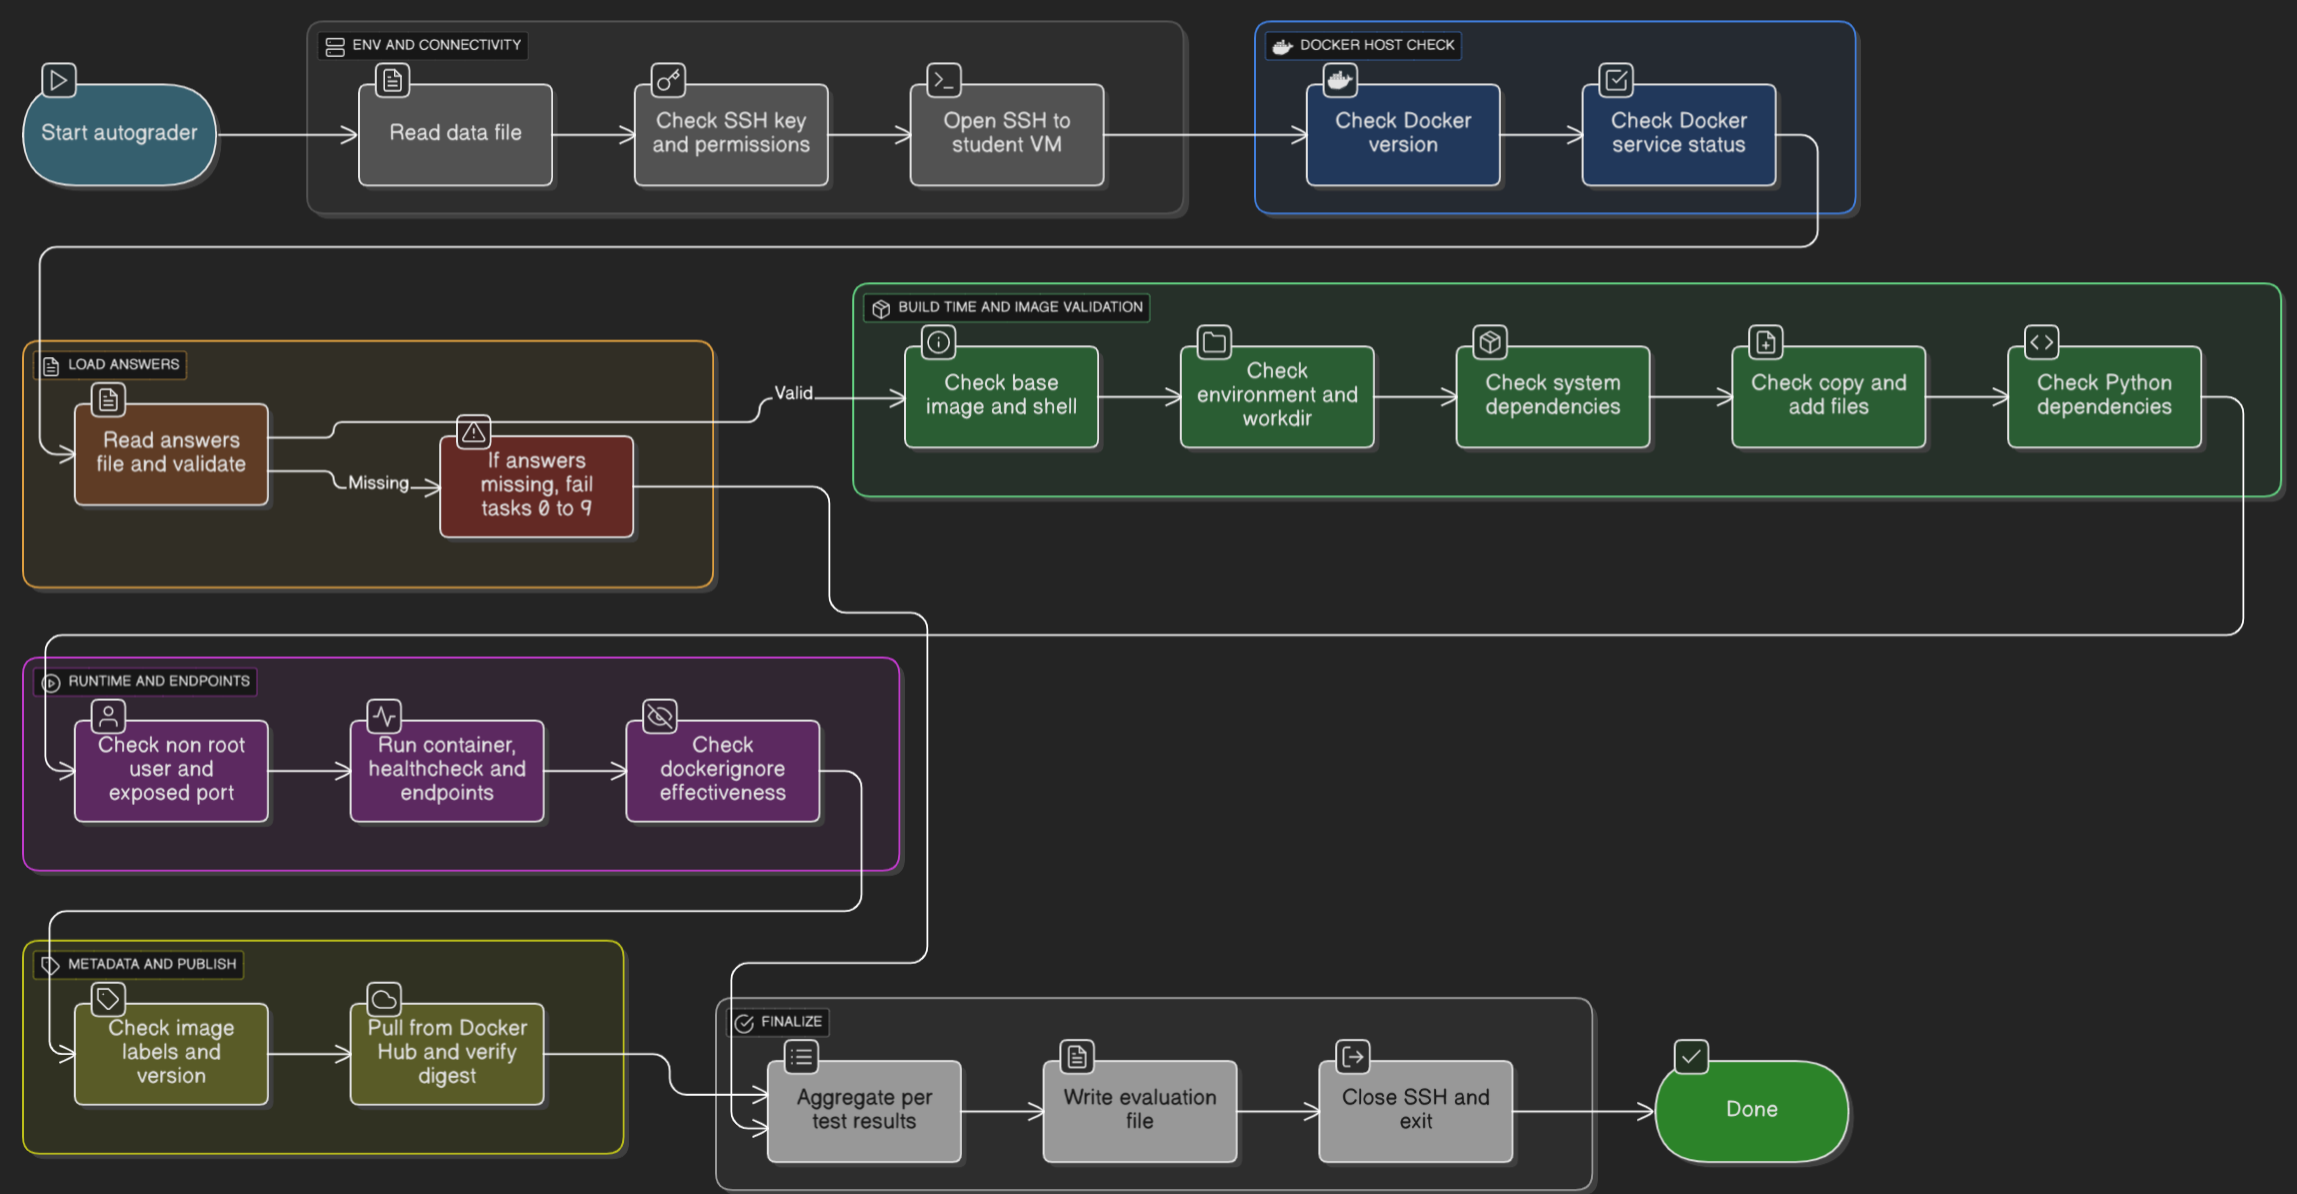 ENV AND CONNECTIVITY
DOCKER HOST CHECK
Start autograder
Read data file
Check SSH key
and permissions
Open SSH to
student VM
Check Docker
version
Check Docker
service status
LOAD ANSWERS
Read answers
file and validate
Valid
Missing
If answers
missing, fail
tasks 0 to 9
BUILD TIME AND IMAGE VALIDATION
Check base
image and shell
Check
environment and
workdir
Check system
dependencies
Check copy and
add files
Check Python
dependencies
RUNTIME AND ENDPOINTS
Check non root
user and
exposed port
Run container,
healthcheck and
endpoints
Check
dockerignore
effectiveness
METADATA AND PUBLISH
Check image
labels and
version
Pull from Docker
Hub and verify
digest
FINALIZE
Aggregate per
test results
Write evaluation
file
Close SSH and
exit
Done